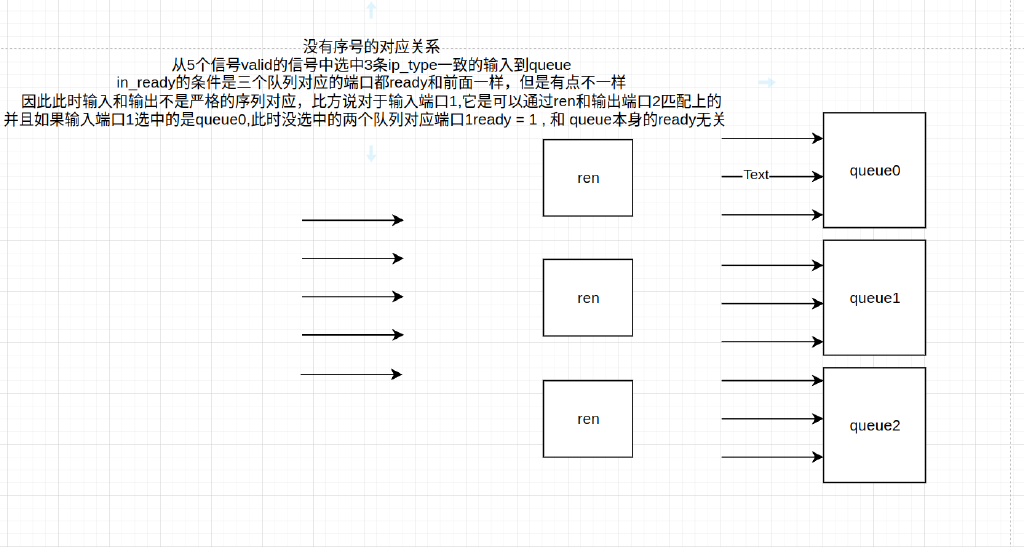 没有序号的对应关系
从5个信号valid的信号中选中3条ip_type一致的输入到queue
in_ready的条件是三个队列对应的端口都ready和前面一样，但是有点不一样
因此此时输入和输出不是严格的序列对应，比方说对于输入端口1,它是可以通过ren和输出端口2匹配上的
并且如果输入端口1选中的是queue0,此时没选中的两个队列对应端口1ready = 1 , 和 queue本身的ready无关
ren
Text
queue0
ren
queue1
ren
queue2